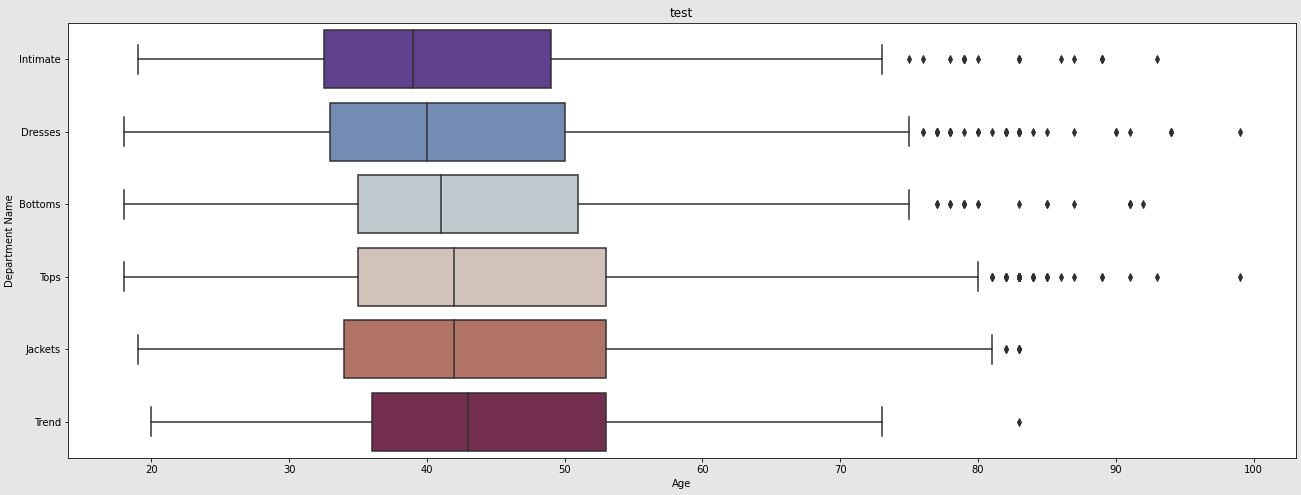 test
Department Name
Intimate
Dresses
Bottoms
Tops
Jackets
Trend
20 30 40 50 60 70 80 90 100
Age